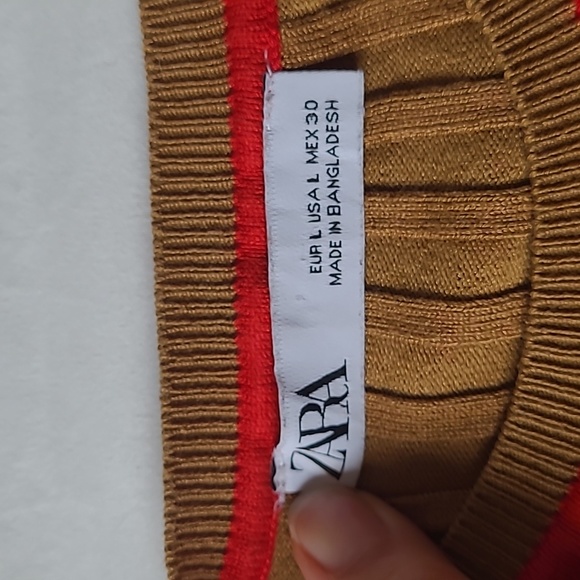 ZARA
EUR L USA L MEX 30
MADE IN BANGLADESH